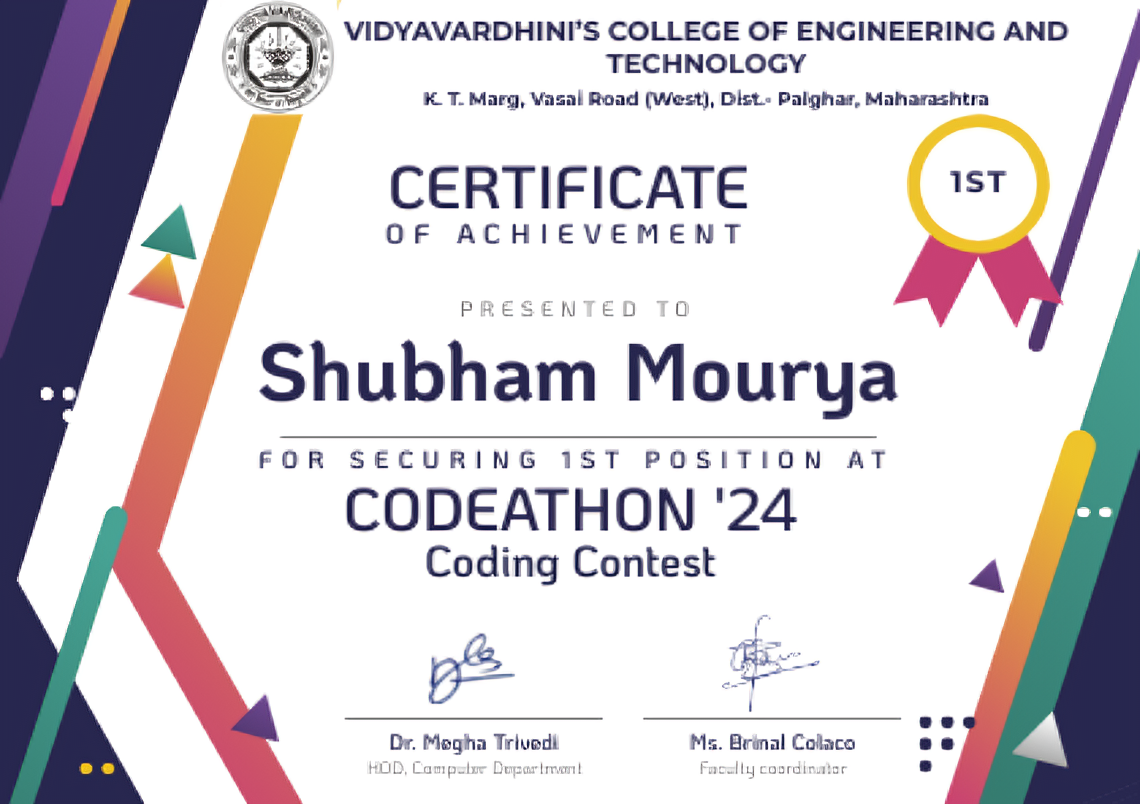 VIDYAVARDHINI'S COLLEGE OF ENGINEERING AND
TECHNOLOGY
K. T. Marg, Vasai Road (West), Dist.- Palghar, Maharashtra
1ST
CERTIFICATE
OF ACHIEVEMENT
PRESENTED TO
Shubham Mourya
FOR SECURING 1ST POSITION AT
CODEATHON '24
Coding Contest
Dr. Megha Trivedi
HOD, Computer Department
Ms. Brinal Colaco
Faculty coordinator